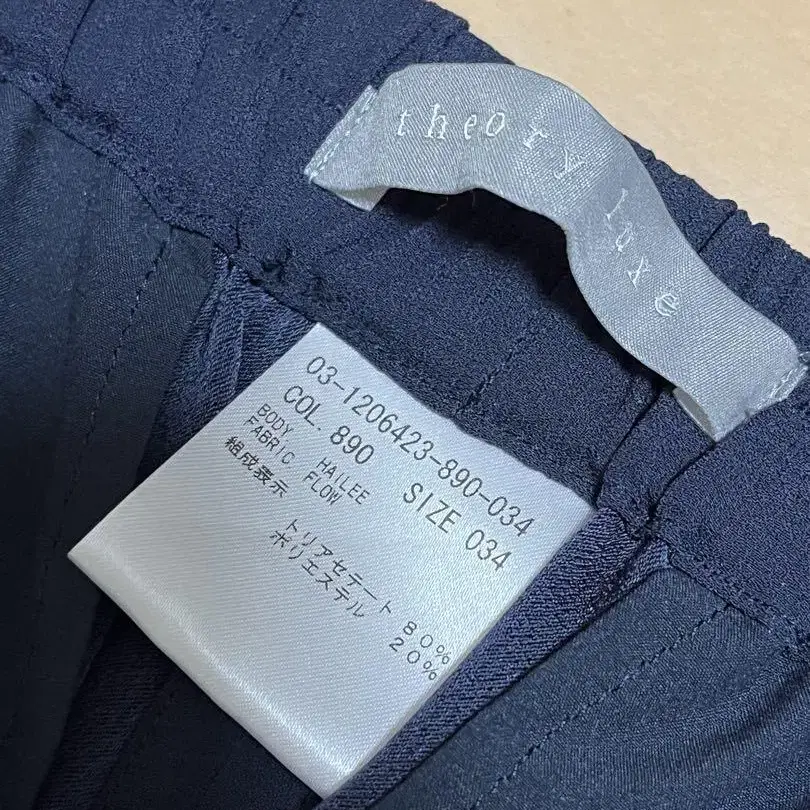 theory luxe
03-1206423-890-034
COL. 890 SIZE 034
BODY HAILEE
FABRIC FLOW
組成表示
トリアセテート 80%
ポリエステル 20%